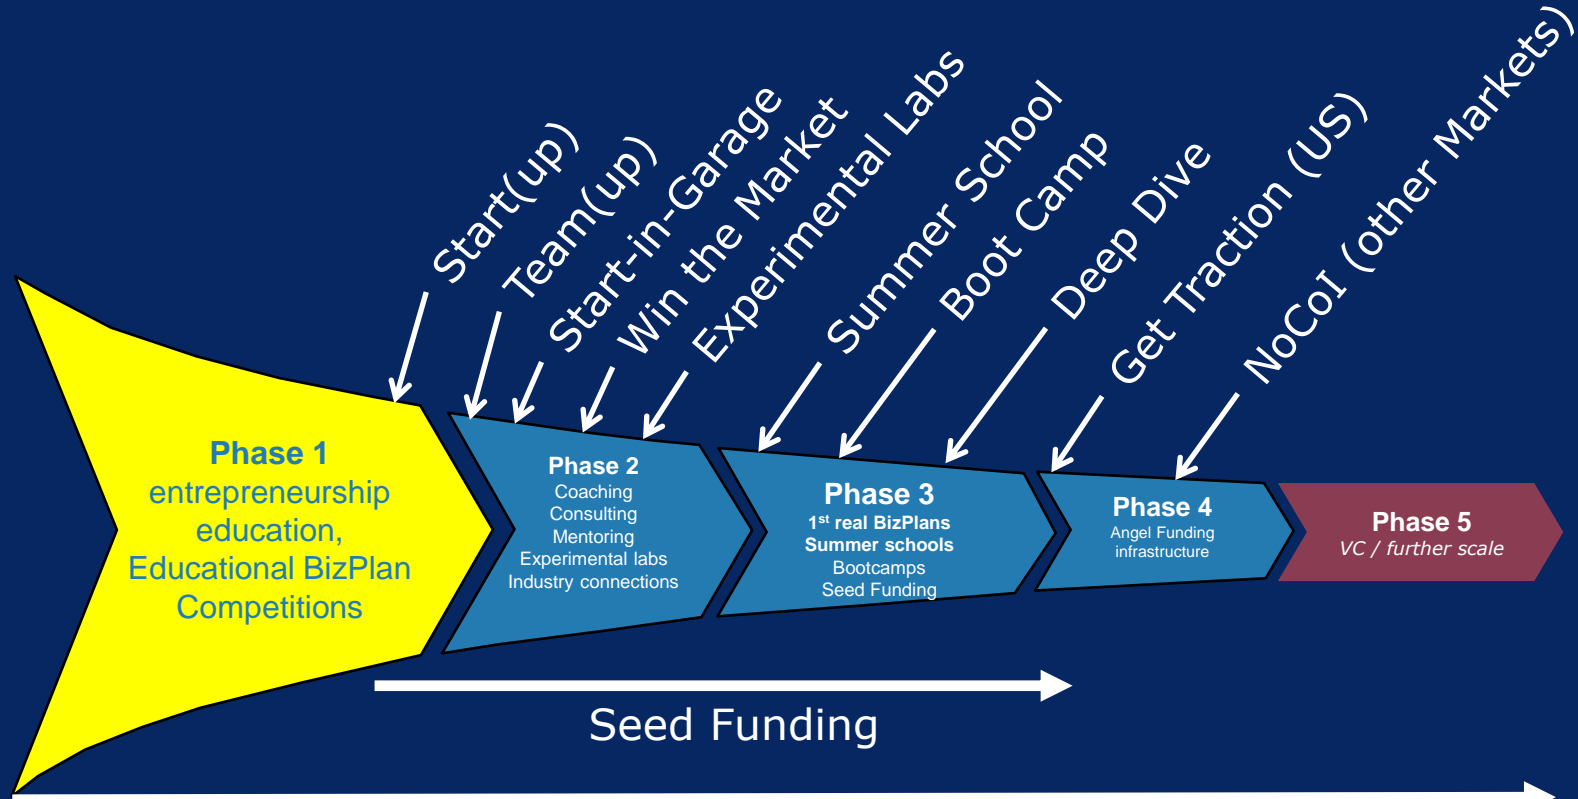 Start(up)
Team(up)
Start-in-Garage
Win the Market
Experimental Labs
Summer School
Boot Camp
Deep Dive
Get Traction (US)
NoCoI (other Markets)
Phase 1
entrepreneurship
education,
Educational BizPlan
Competitions
Phase 2
Coaching
Consulting
Mentoring
Experimental labs
Industry connections
Phase 3
1st real BizPlans
Summer schools
Bootcamps
Seed Funding
Phase 4
Angel Funding
infrastructure
Phase 5
VC / further scale
Seed Funding